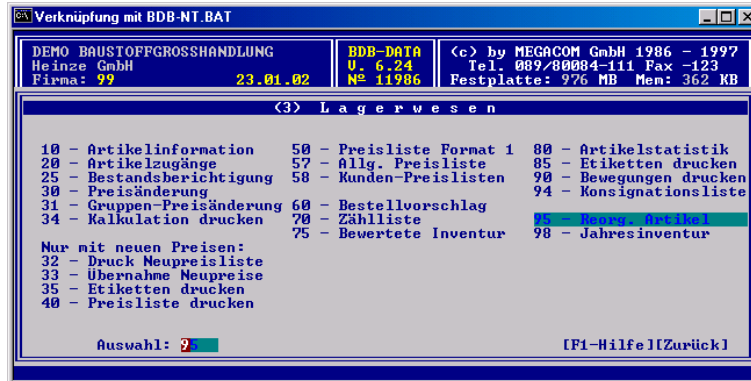 Verknüpfung mit BDB-NT.BAT
DEMO BAUSTOFFGROSSHANDLUNG
Heinze GmbH
Firma: 99 23.01.02
BDB-DATA
V. 6.24
Nº 11986
(c) by MEGACOM GmbH 1986 - 1997
Tel. 089/80084-111 Fax -123
Festplatte: 976 MB Mem: 362 KB
(3) L a g e r w e s e n
10 - Artikelinformation 50 - Preisliste Format 1 80 - Artikelstatistik
20 - Artikelzugänge 57 - Allg. Preisliste 85 - Etiketten drucken
25 - Bestandsberichtigung 58 - Kunden-Preislisten 90 - Bewegungen drucken
30 - Preisänderung 94 - Konsignationsliste
31 - Gruppen-Preisänderung 60 - Bestellvorschlag
34 - Kalkulation drucken 70 - Zählliste 95 - Reorg. Artikel
75 - Bewertete Inventur 98 - Jahresinventur
Nur mit neuen Preisen:
32 - Druck Neupreisliste
33 - Übernahme Neupreise
35 - Etiketten drucken
40 - Preisliste drucken
Auswahl: 95 [F1-Hilfe][Zurück]